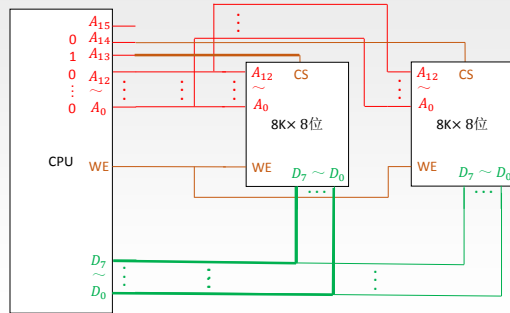 A₁₅
0 A₁₄
1 A₁₃
0 A₁₂
⋮ ~
0 A₀
CPU
WE
D₇
~
D₀
CS
A₁₂
~
A₀
8K× 8位
WE
D₇ ~ D₀
CS
A₁₂
~
A₀
8K× 8位
WE
D₇ ~ D₀